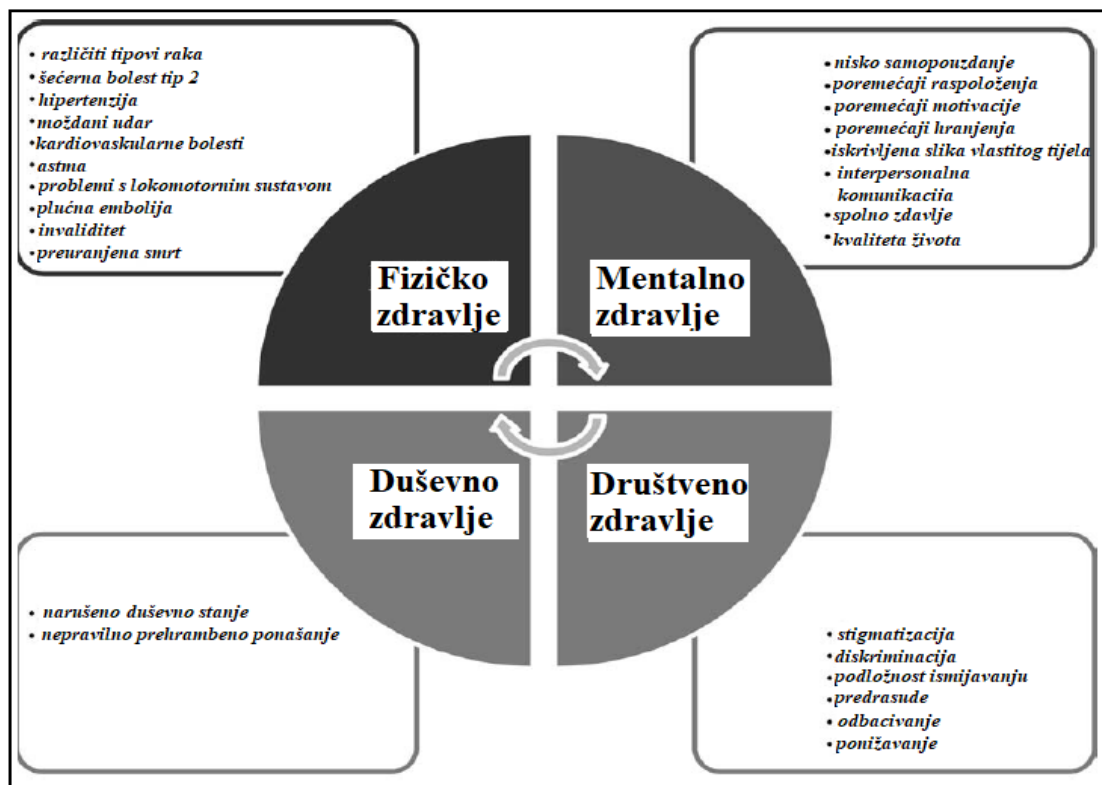 • različiti tipovi raka
• šećerna bolest tip 2
• hipertenzija
• moždani udar
• kardiovaskularne bolesti
• astma
• problemi s lokomotornim sustavom
• plućna embolija
• invaliditet
• preuranjena smrt
• nisko samopouzdanje
• poremećaji raspoloženja
• poremećaji motivacije
• poremećaji hranjenja
• iskrivljena slika vlastitog tijela
• interpersonalna
komunikacija
• spolno zdavlje
• kvaliteta života
Fizičko
zdravlje
Mentalno
zdravlje
Duševno
zdravlje
Društveno
zdravlje
• narušeno duševno stanje
• nepravilno prehrambeno ponašanje
• stigmatizacija
• diskriminacija
• podložnost ismijavanju
• predrasude
• odbacivanje
• ponižavanje